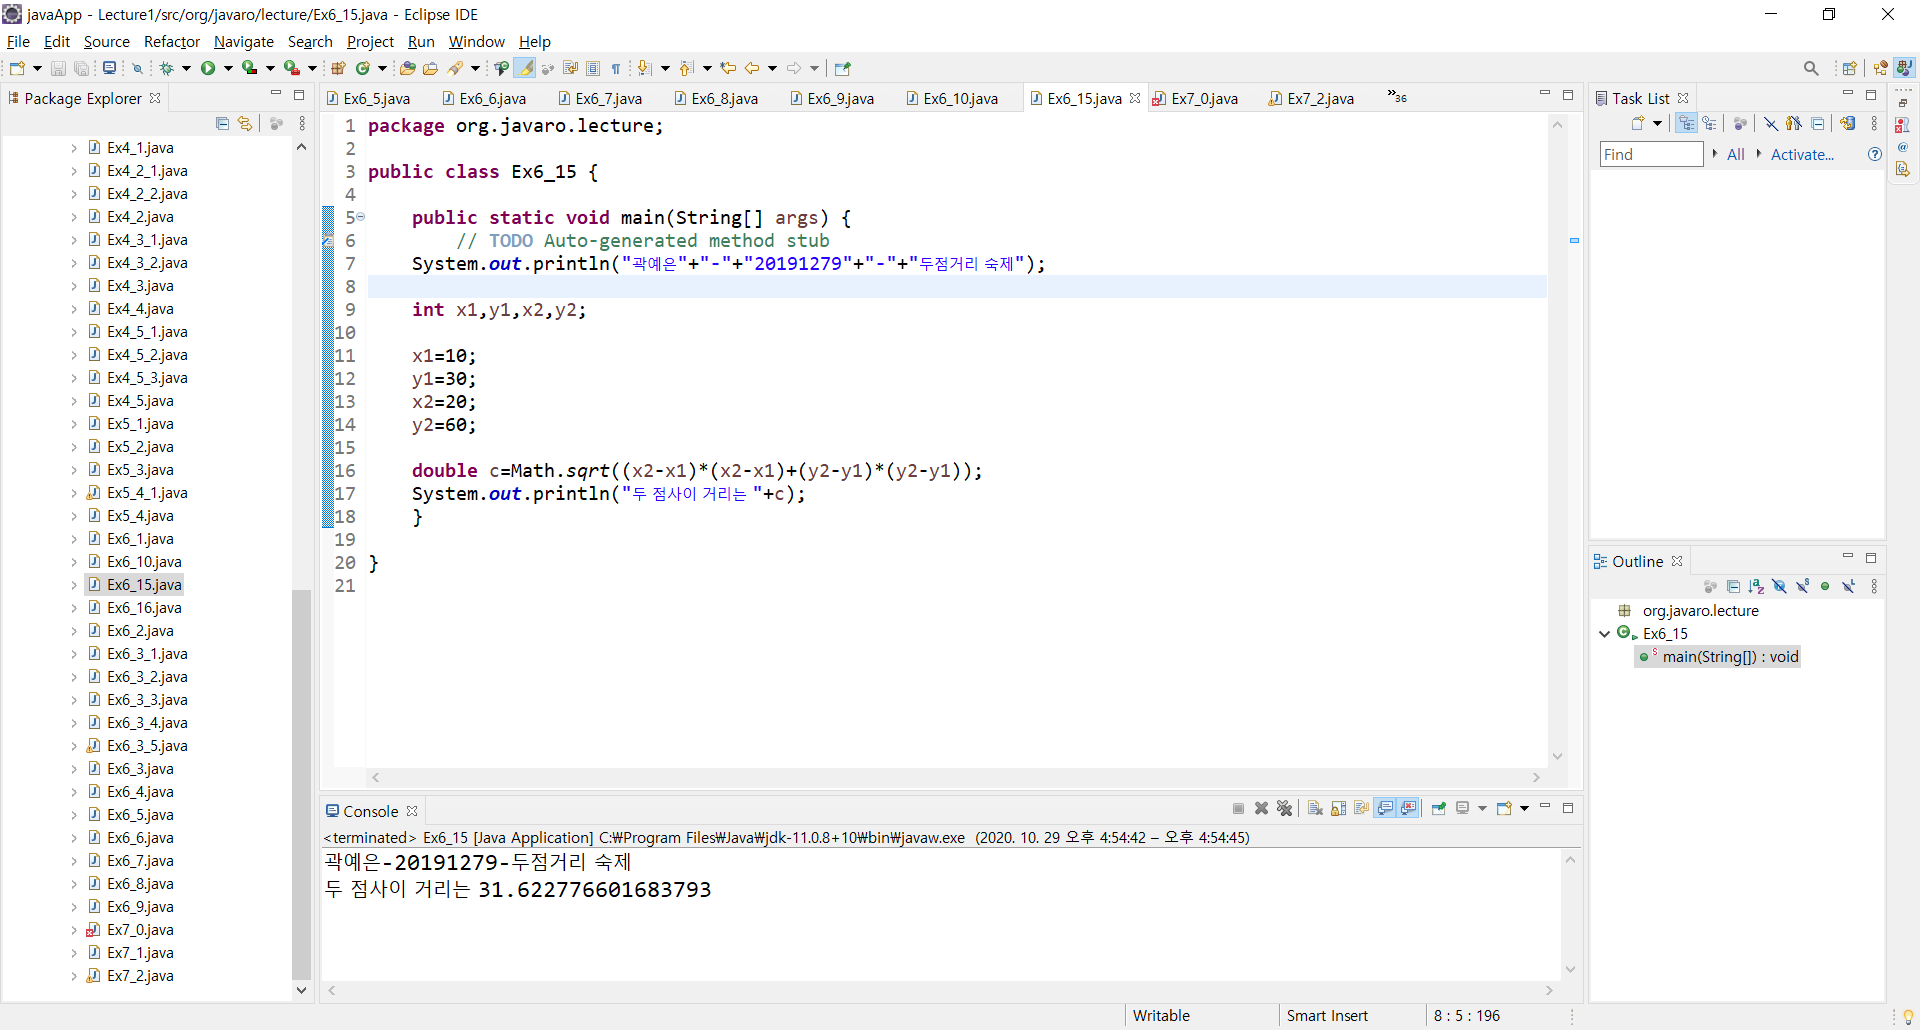 javaApp - Lecture1/src/org/javaro/lecture/Ex6_15.java - Eclipse IDE
File Edit Source Refactor Navigate Search Project Run Window Help
Package Explorer
Ex4_1.java
Ex4_2_1.java
Ex4_2_2.java
Ex4_2.java
Ex4_3_1.java
Ex4_3_2.java
Ex4_3.java
Ex4_4.java
Ex4_5_1.java
Ex4_5_2.java
Ex4_5_3.java
Ex4_5.java
Ex5_1.java
Ex5_2.java
Ex5_3.java
Ex5_4_1.java
Ex5_4.java
Ex6_1.java
Ex6_10.java
Ex6_15.java
Ex6_16.java
Ex6_2.java
Ex6_3_1.java
Ex6_3_2.java
Ex6_3_3.java
Ex6_3_4.java
Ex6_3_5.java
Ex6_3.java
Ex6_4.java
Ex6_5.java
Ex6_6.java
Ex6_7.java
Ex6_8.java
Ex6_9.java
Ex7_0.java
Ex7_1.java
Ex7_2.java
Ex6_5.java Ex6_6.java Ex6_7.java Ex6_8.java Ex6_9.java Ex6_10.java Ex6_15.java Ex7_0.java Ex7_2.java »36
1 package org.javaro.lecture;
2
3 public class Ex6_15 {
4
5 public static void main(String[] args) {
6 // TODO Auto-generated method stub
7 System.out.println("곽예은"+"-"+"20191279"+"-"+"두점거리 숙제");
8
9 int x1,y1,x2,y2;
10
11 x1=10;
12 y1=30;
13 x2=20;
14 y2=60;
15
16 double c=Math.sqrt((x2-x1)*(x2-x1)+(y2-y1)*(y2-y1));
17 System.out.println("두 점사이 거리는 "+c);
18 }
19
20 }
21
Console
<terminated> Ex6_15 [Java Application] C:₩Program Files₩Java₩jdk-11.0.8+10₩bin₩javaw.exe (2020. 10. 29 오후 4:54:42 – 오후 4:54:45)
곽예은-20191279-두점거리 숙제
두 점사이 거리는 31.622776601683793
Task List
Find All Activate...
Outline
org.javaro.lecture
Ex6_15
main(String[]) : void
Writable Smart Insert 8 : 5 : 196